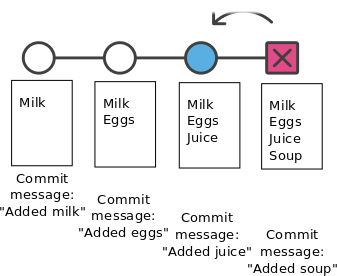 Milk
Commit
message:
"Added milk"
Milk
Eggs
Commit
message:
"Added eggs"
Milk
Eggs
Juice
Commit
message:
"Added juice"
Milk
Eggs
Juice
Soup
Commit
message:
"Added soup"